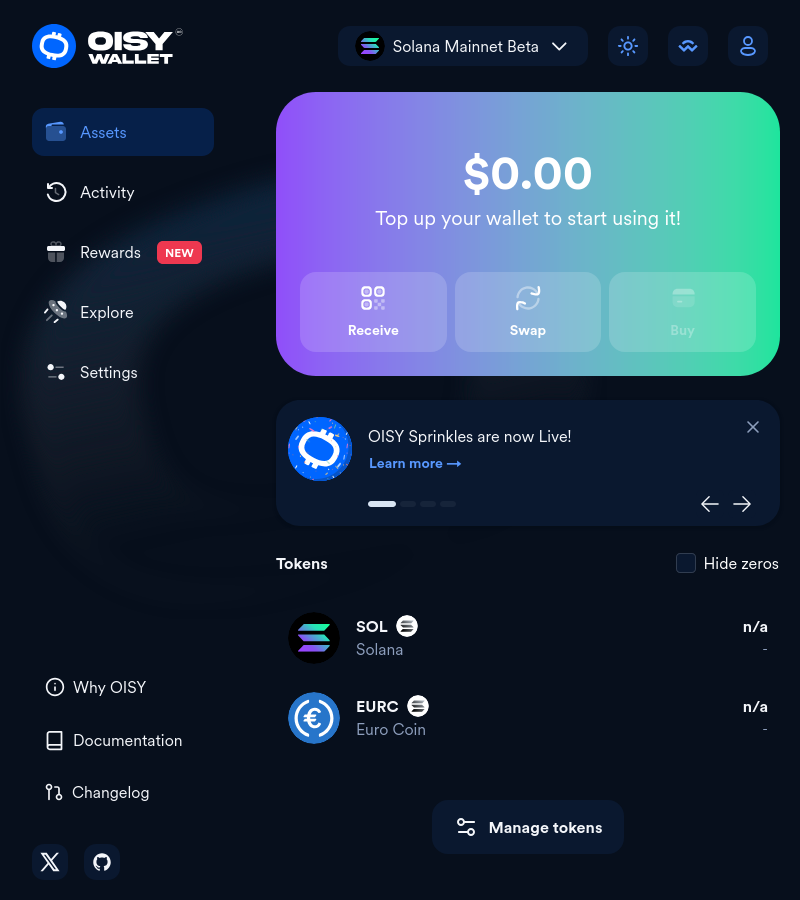 OISY
WALLET
Solana Mainnet Beta
Assets
Activity
Rewards NEW
Explore
Settings
$0.00
Top up your wallet to start using it!
Receive
Swap
Buy
OISY Sprinkles are now Live!
Learn more →
Tokens
Hide zeros
SOL
n/a
Solana
-
EURC
n/a
Euro Coin
-
Manage tokens
Why OISY
Documentation
Changelog